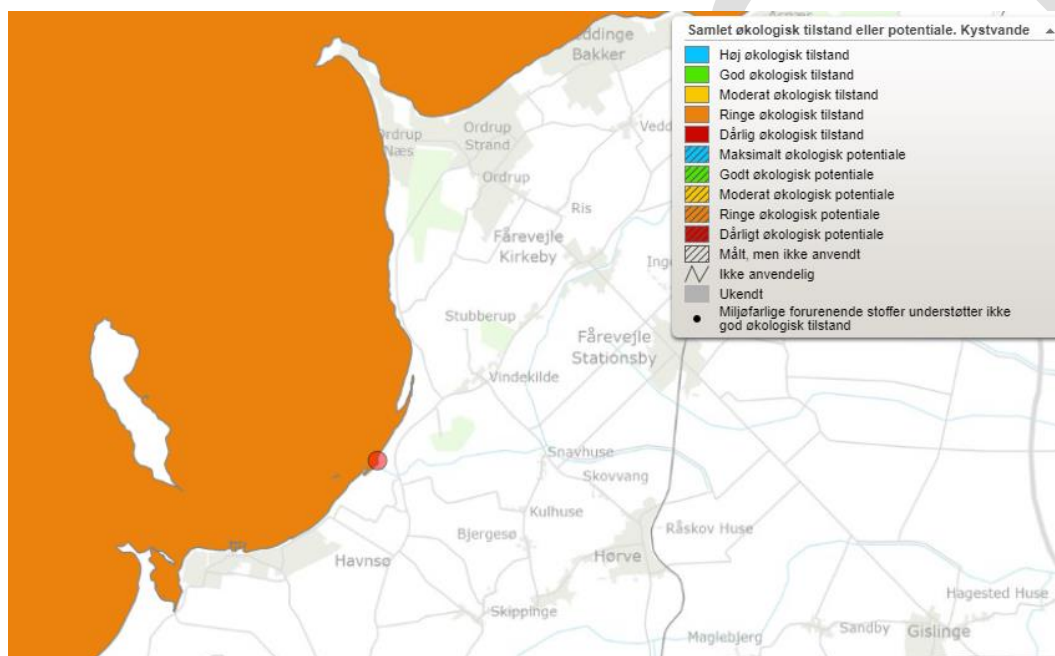 Samlet økologisk tilstand eller potentiale. Kystvande
Høj økologisk tilstand
God økologisk tilstand
Moderat økologisk tilstand
Ringe økologisk tilstand
Dårlig økologisk tilstand
Maksimalt økologisk potentiale
Godt økologisk potentiale
Moderat økologisk potentiale
Ringe økologisk potentiale
Dårligt økologisk potentiale
Målt, men ikke anvendt
Ikke anvendelig
Ukendt
Miljøfarlige forurenende stoffer understøtter ikke
god økologisk tilstand
eddinge
Bakker
Ordrup
Næs
Ordrup
Strand
Vedd
Ordrup
Ris
Fårevejle
Kirkeby
Inge
Stubberup
Fårevejle
Stationsby
Vindekilde
Snavhuse
Skovvang
Kulhuse
Bjergesø
Råskov Huse
Havnsø
Hørve
Hagested Huse
Skippinge
Sandby
Gislinge
Maglebjerg